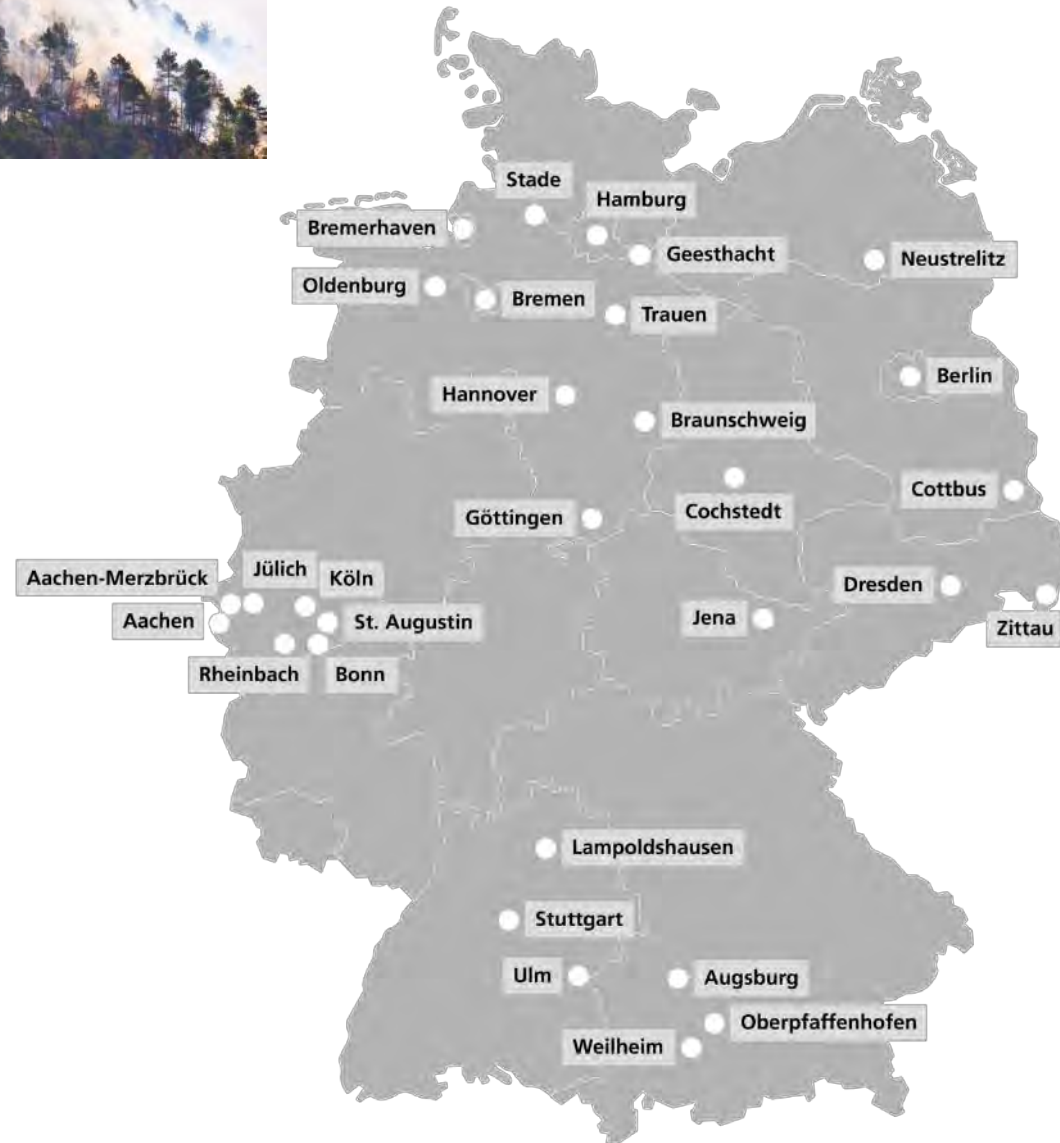 Stade
Hamburg
Bremerhaven
Geesthacht
Neustrelitz
Oldenburg
Bremen
Trauen
Berlin
Hannover
Braunschweig
Cottbus
Cochstedt
Göttingen
Jülich
Aachen-Merzbrück
Köln
Dresden
Aachen
St. Augustin
Jena
Zittau
Rheinbach
Bonn
Lampoldshausen
Stuttgart
Ulm
Augsburg
Oberpfaffenhofen
Weilheim